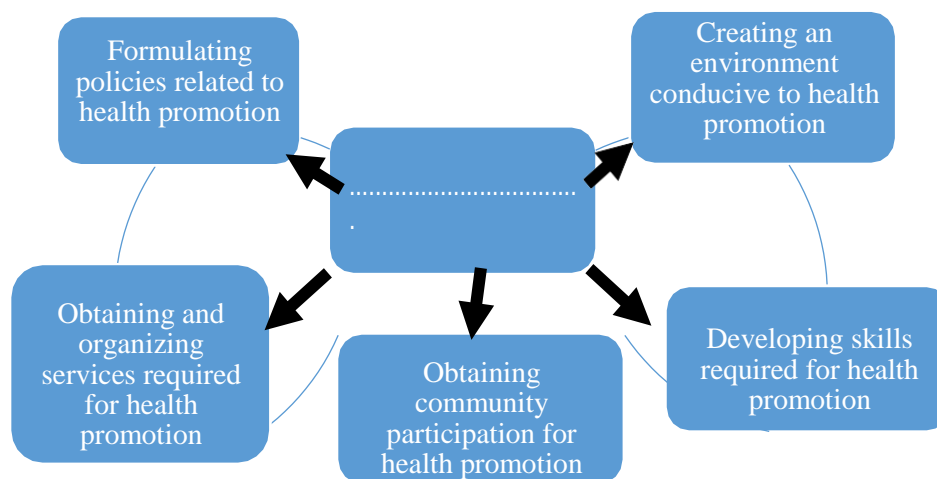 Formulating
policies related to
health promotion
Creating an
environment
conducive to health
promotion
...................................
.
Obtaining and
organizing
services required
for health
promotion
Obtaining
community
participation for
health promotion
Developing skills
required for health
promotion